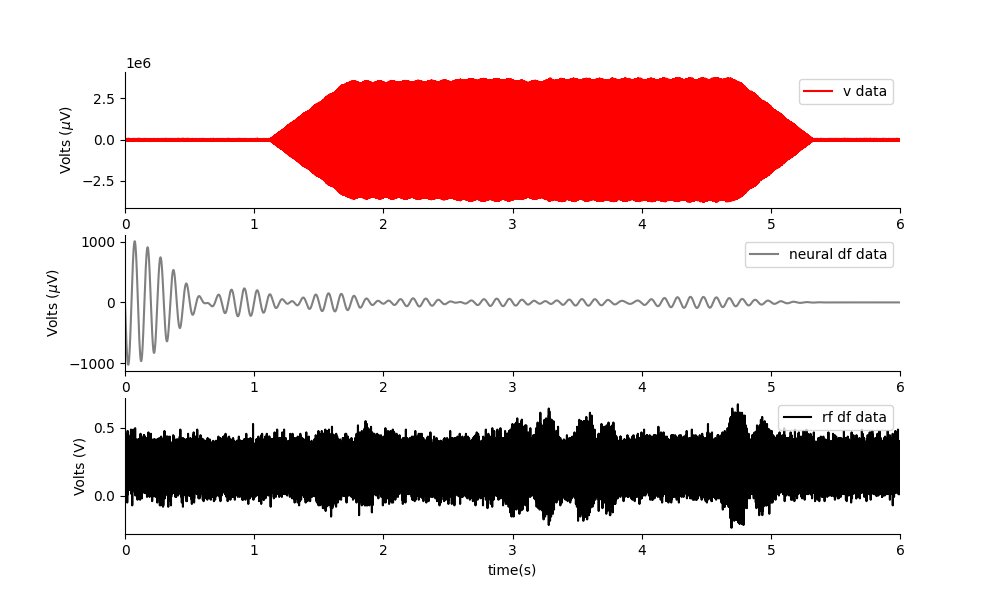 1e6
Volts (μV)
2.5
0.0
−2.5
v data
0 1 2 3 4 5 6
Volts (μV)
1000
0
−1000
neural df data
0 1 2 3 4 5 6
Volts (V)
0.5
0.0
rf df data
0 1 2 3 4 5 6
time(s)